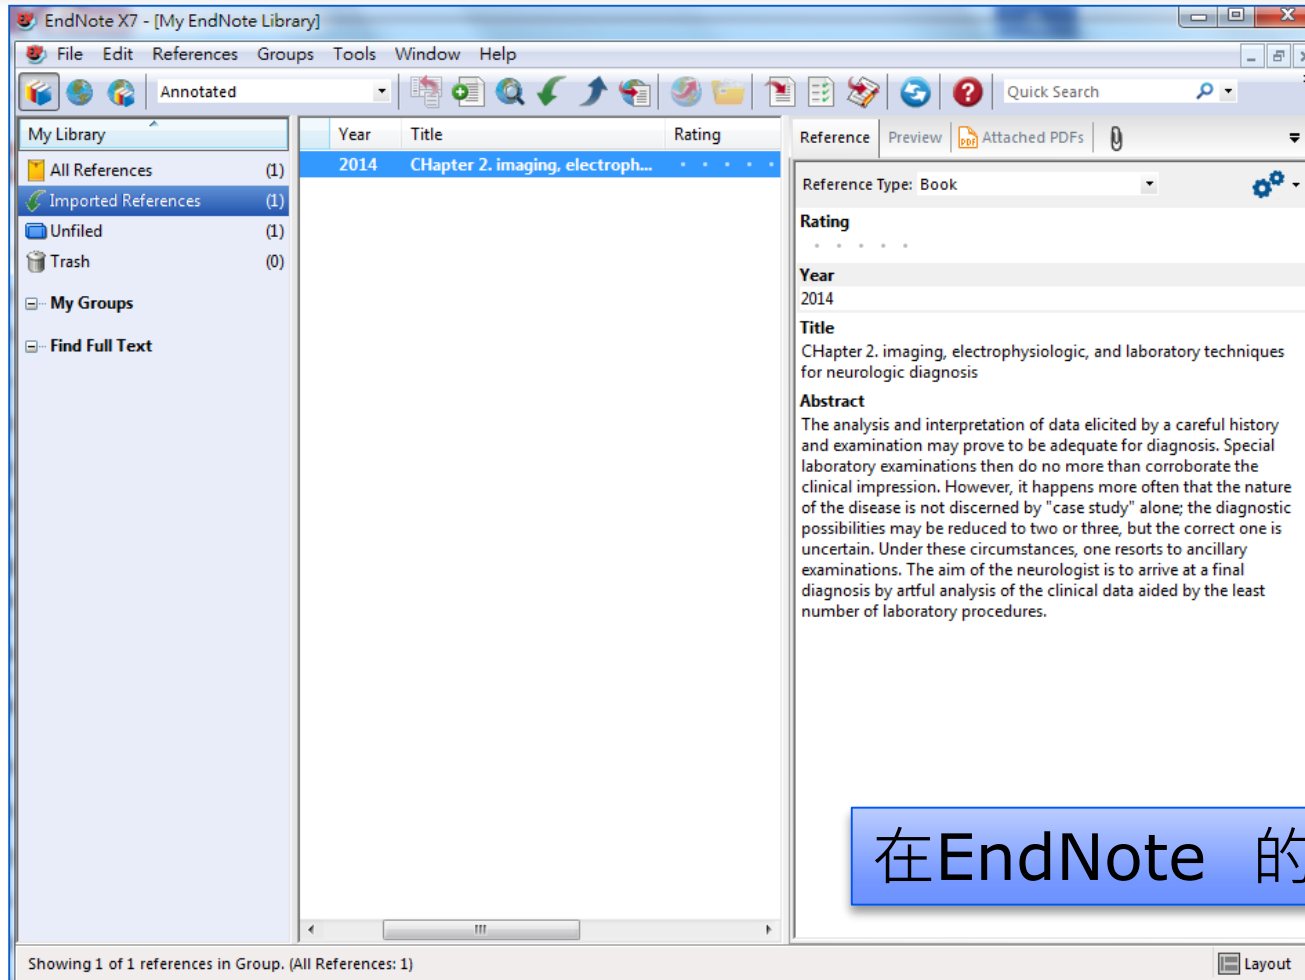 EndNote X7 - [My EndNote Library]
File Edit References Groups Tools Window Help
Annotated
Quick Search
My Library
All References (1)
Imported References (1)
Unfiled (1)
Trash (0)
My Groups
Find Full Text
Year Title Rating
2014 CHapter 2. imaging, electroph...
Reference Preview Attached PDFs
Reference Type: Book
Rating
Year
2014
Title
CHapter 2. imaging, electrophysiologic, and laboratory techniques
for neurologic diagnosis
Abstract
The analysis and interpretation of data elicited by a careful history
and examination may prove to be adequate for diagnosis. Special
laboratory examinations then do no more than corroborate the
clinical impression. However, it happens more often that the nature
of the disease is not discerned by "case study" alone; the diagnostic
possibilities may be reduced to two or three, but the correct one is
uncertain. Under these circumstances, one resorts to ancillary
examinations. The aim of the neurologist is to arrive at a final
diagnosis by artful analysis of the clinical data aided by the least
number of laboratory procedures.
在EndNote 的
Showing 1 of 1 references in Group. (All References: 1)
Layout